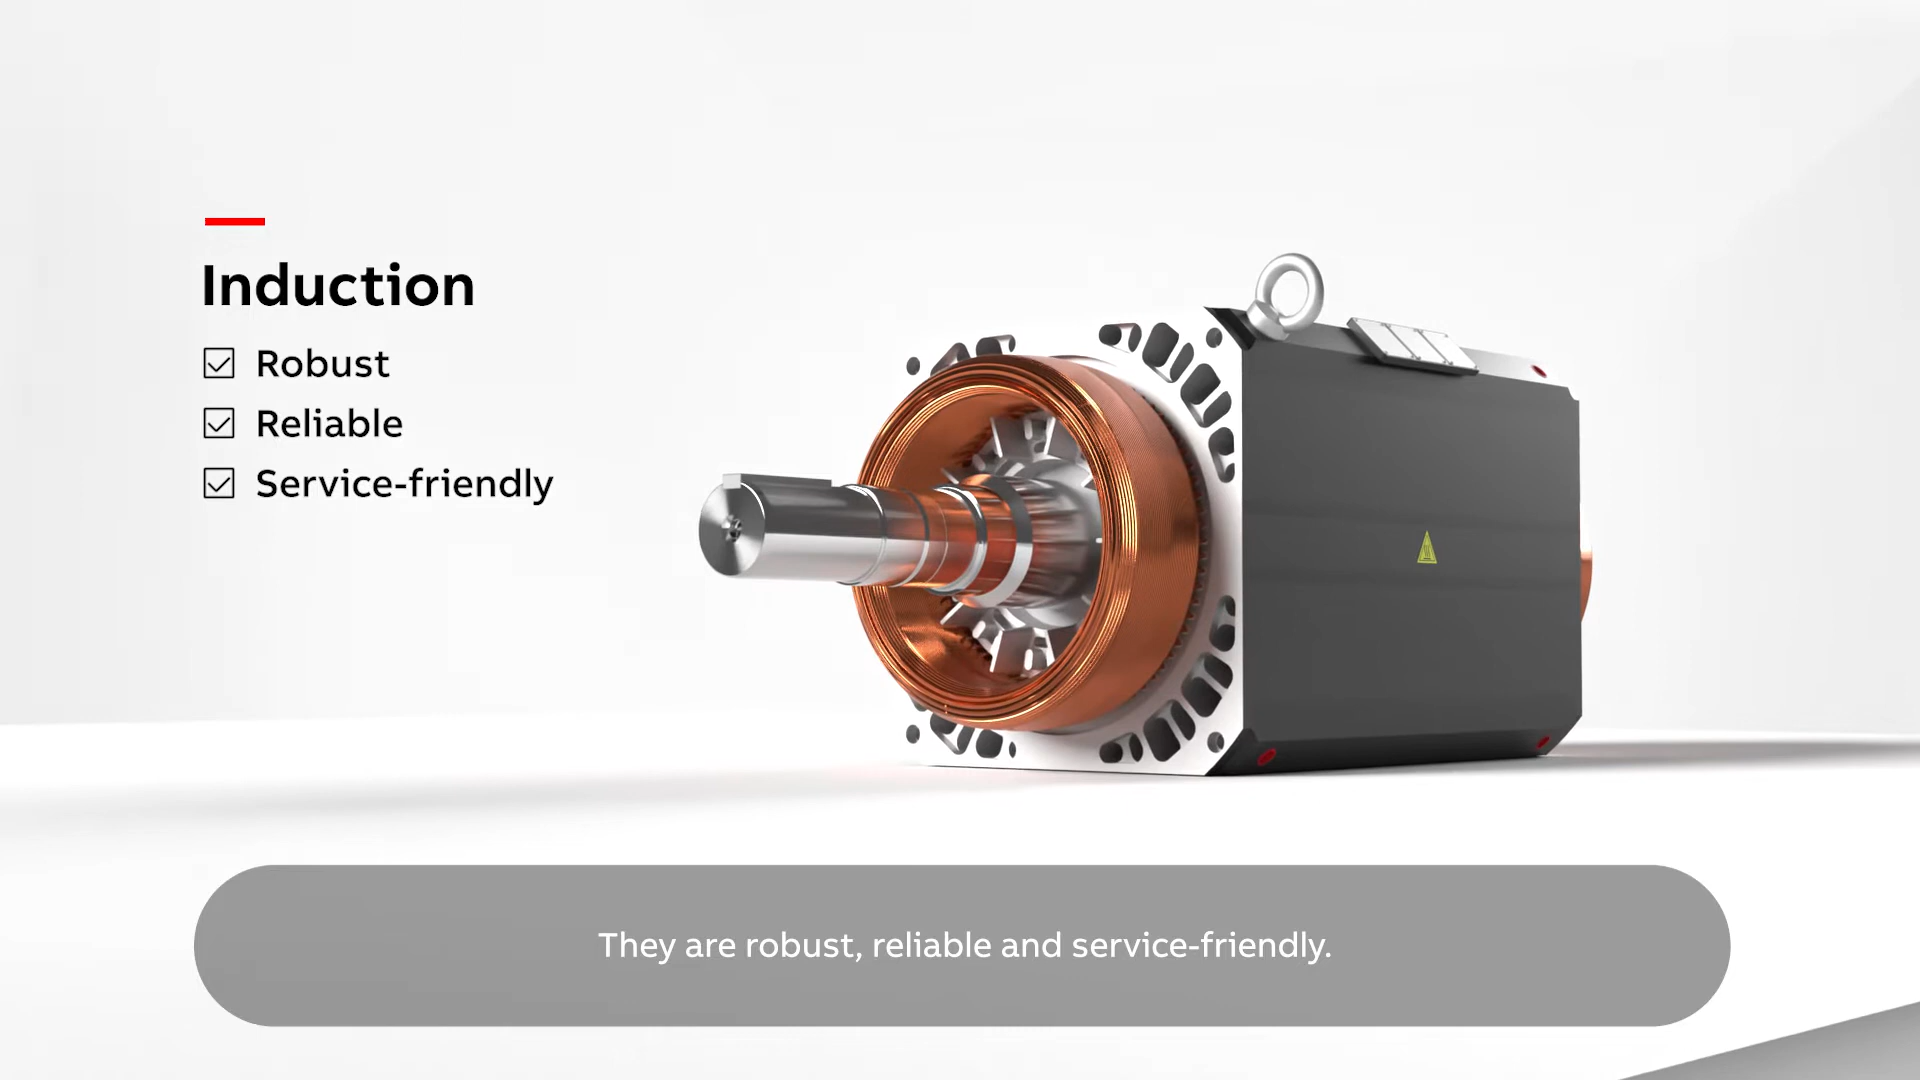 Induction
Robust
Reliable
Service-friendly
They are robust, reliable and service-friendly.